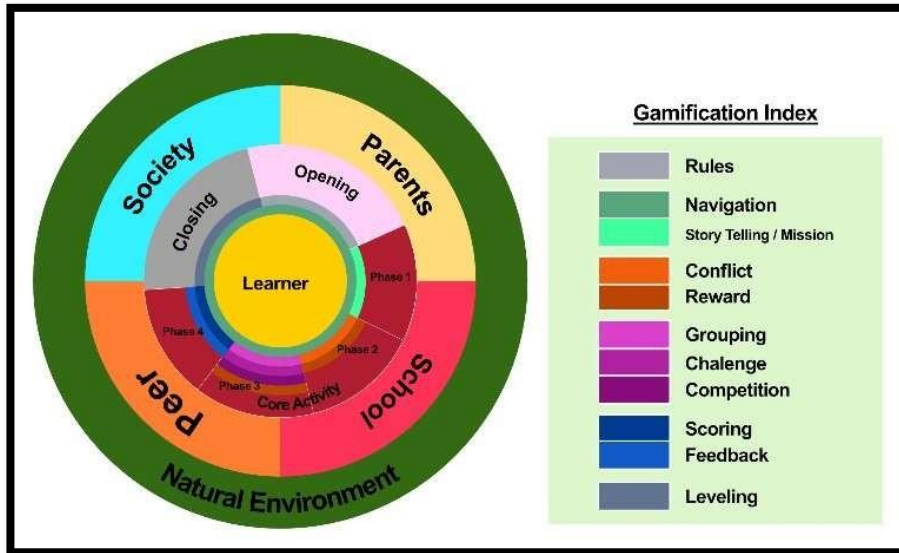 Society
Parents
Opening
Closing
Learner
Phase 1
Phase 2
Phase 3
Phase 4
Core Activity
Peer
School
Natural Environment
Gamification Index
Rules
Navigation
Story Telling / Mission
Conflict
Reward
Grouping
Chalenge
Competition
Scoring
Feedback
Leveling